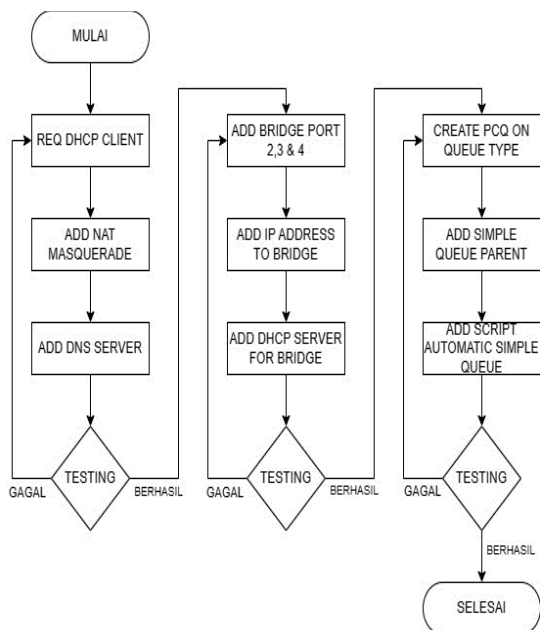 MULAI
REQ DHCP CLIENT
ADD NAT
MASQUERADE
ADD DNS SERVER
TESTING
GAGAL
BERHASIL
ADD BRIDGE PORT
2,3 & 4
ADD IP ADDRESS
TO BRIDGE
ADD DHCP SERVER
FOR BRIDGE
TESTING
GAGAL
BERHASIL
CREATE PCQ ON
QUEUE TYPE
ADD SIMPLE
QUEUE PARENT
ADD SCRIPT
AUTOMATIC SIMPLE
QUEUE
TESTING
GAGAL
BERHASIL
SELESAI